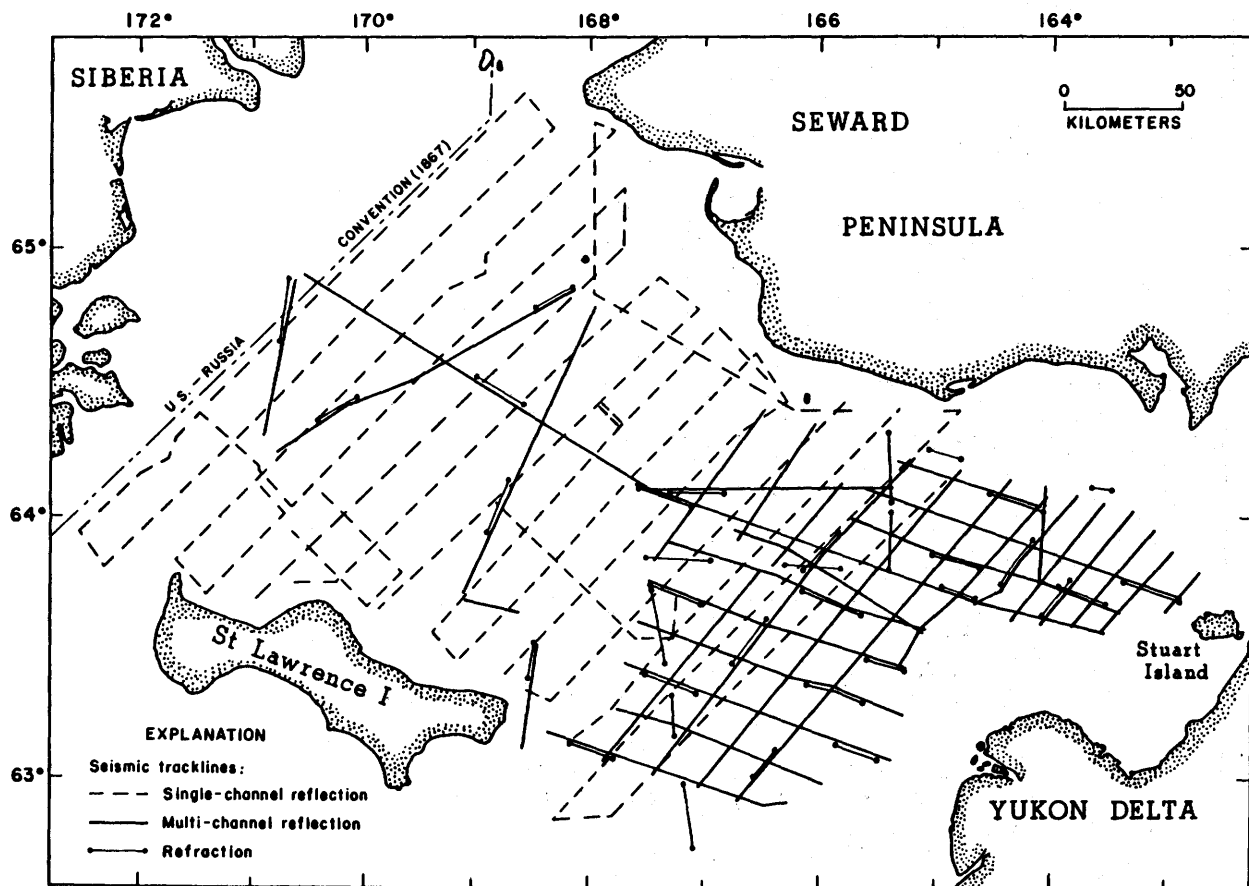 172° 170° 168° 166 164°
SIBERIA
0 50
KILOMETERS
SEWARD
PENINSULA
65°
CONVENTION (1867)
U.S. RUSSIA
64°
St Lawrence I
Stuart
Island
EXPLANATION
Seismic tracklines:
Single-channel reflection
Multi-channel reflection
Refraction
63°
YUKON DELTA